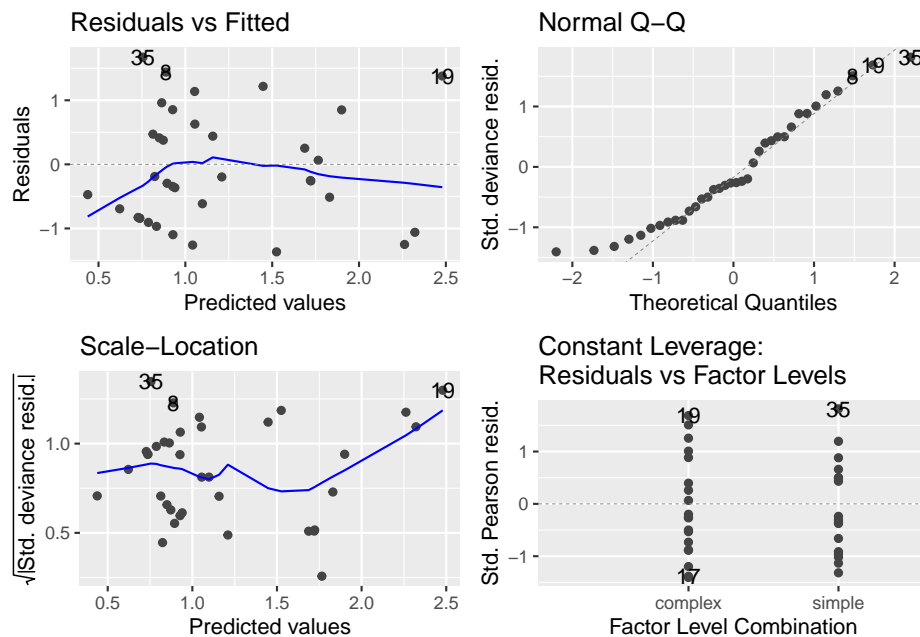 Residuals vs Fitted
35
8
19
1
0
−1
Residuals
0.5 1.0 1.5 2.0 2.5
Predicted values
Normal Q−Q
35
19
8
1
0
−1
Std. deviance resid.
−2 −1 0 1 2
Theoretical Quantiles
Scale−Location
35
8
19
1.0
0.5
√|Std. deviance resid.|
0.5 1.0 1.5 2.0 2.5
Predicted values
Constant Leverage:
Residuals vs Factor Levels
19
35
17
1
0
−1
Std. Pearson resid.
complex simple
Factor Level Combination